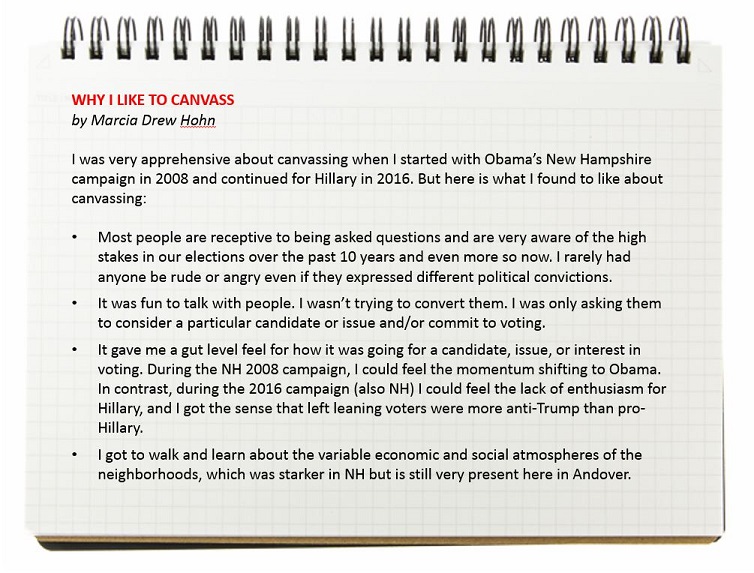 WHY I LIKE TO CANVASS
by Marcia Drew Hohn
I was very apprehensive about canvassing when I started with Obama's New Hampshire
campaign in 2008 and continued for Hillary in 2016. But here is what I found to like about
canvassing:
• Most people are receptive to being asked questions and are very aware of the high
stakes in our elections over the past 10 years and even more so now. I rarely had
anyone be rude or angry even if they expressed different political convictions.
• It was fun to talk with people. I wasn't trying to convert them. I was only asking them
to consider a particular candidate or issue and/or commit to voting.
• It gave me a gut level feel for how it was going for a candidate, issue, or interest in
voting. During the NH 2008 campaign, I could feel the momentum shifting to Obama.
In contrast, during the 2016 campaign (also NH) I could feel the lack of enthusiasm for
Hillary, and I got the sense that left leaning voters were more anti-Trump than pro-
Hillary.
• I got to walk and learn about the variable economic and social atmospheres of the
neighborhoods, which was starker in NH but is still very present here in Andover.